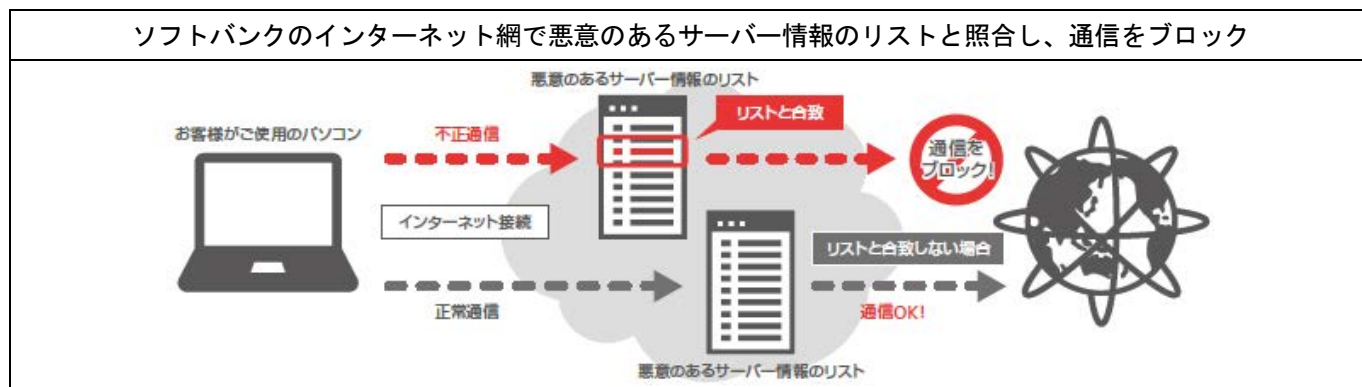 ソフトバンクのインターネット網で悪意のあるサーバー情報のリストと照合し、通信をブロック
悪意のあるサーバー情報のリスト
リストと合致
お客様がご使用のパソコン
不正通信
通信を
ブロック!
インターネット接続
リストと合致しない場合
正常通信
通信OK!
悪意のあるサーバー情報のリスト